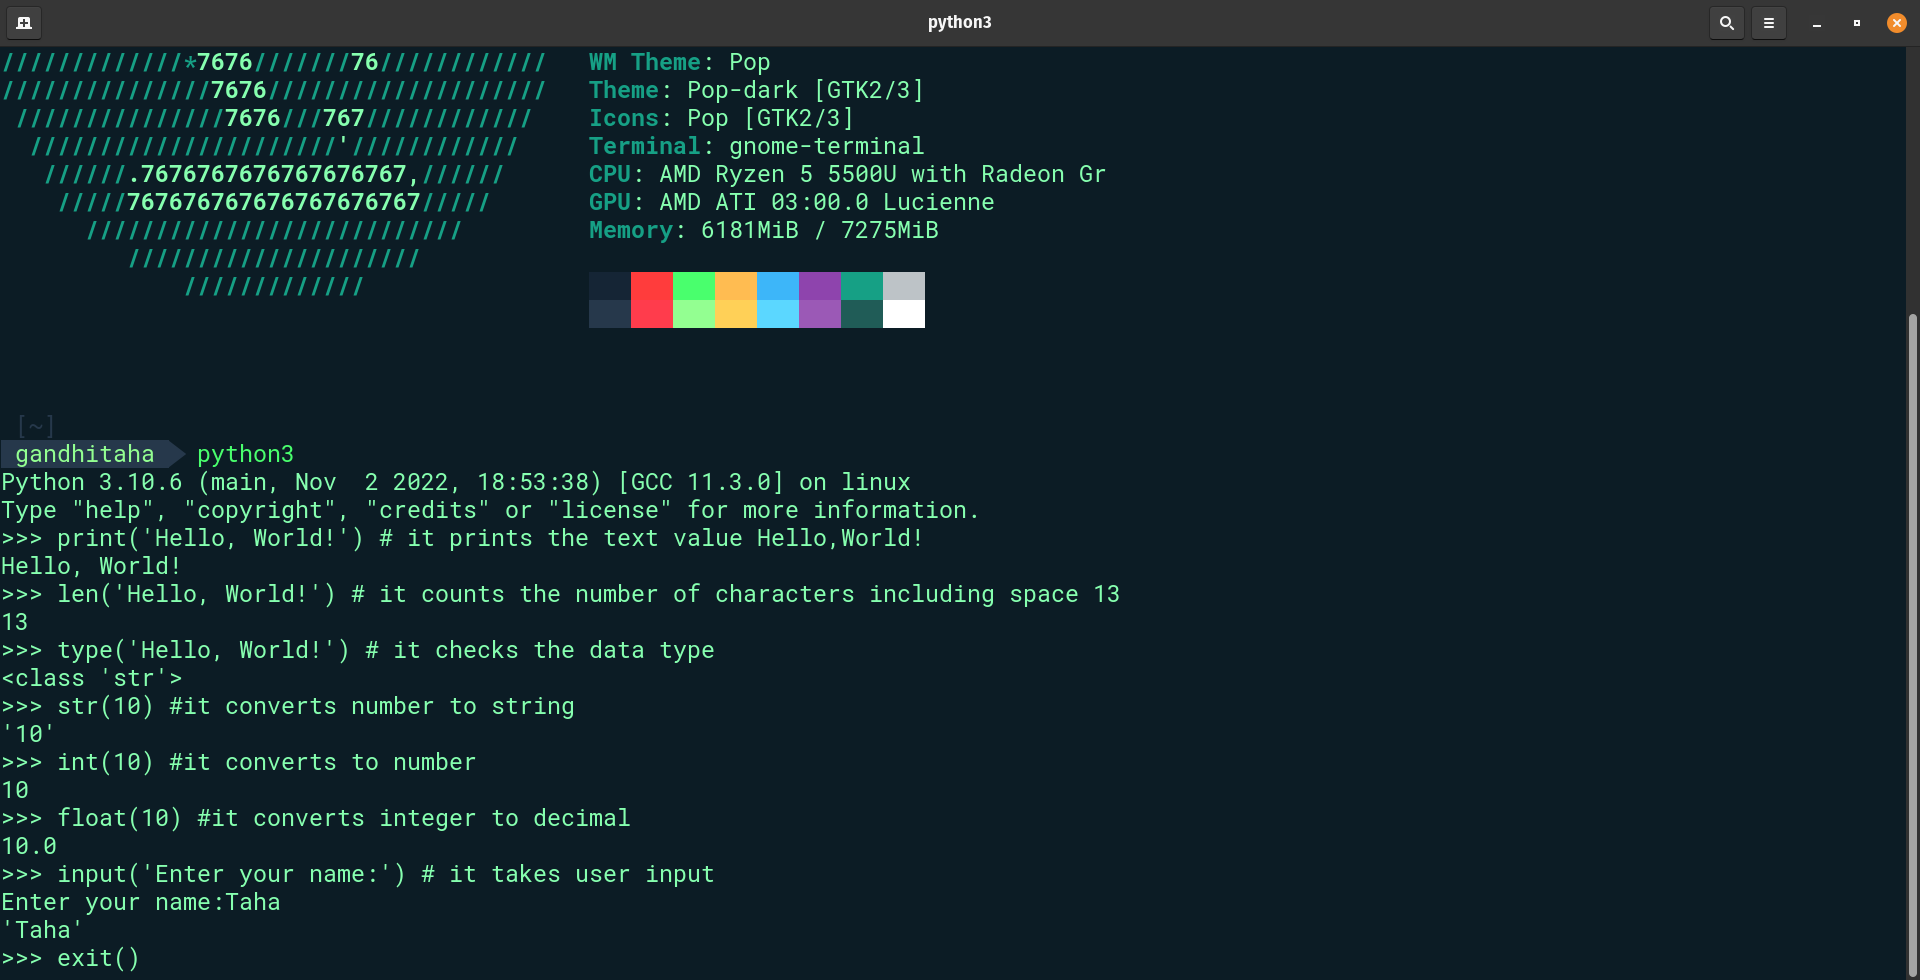 python3
/////////////*7676///////76//////////// WM Theme: Pop
///////////////7676//////////////////// Theme: Pop-dark [GTK2/3]
///////////////7676///767//////////// Icons: Pop [GTK2/3]
//////////////////////'//////////// Terminal: gnome-terminal
//////.7676767676767676767,////// CPU: AMD Ryzen 5 5500U with Radeon Gr
/////767676767676767676767///// GPU: AMD ATI 03:00.0 Lucienne
/////////////////////////// Memory: 6181MiB / 7275MiB
/////////////////////
/////////////
[~]
gandhitaha python3
Python 3.10.6 (main, Nov  2 2022, 18:53:38) [GCC 11.3.0] on linux
Type "help", "copyright", "credits" or "license" for more information.
>>> print('Hello, World!') # it prints the text value Hello,World!
Hello, World!
>>> len('Hello, World!') # it counts the number of characters including space 13
13
>>> type('Hello, World!') # it checks the data type
<class 'str'>
>>> str(10) #it converts number to string
'10'
>>> int(10) #it converts to number
10
>>> float(10) #it converts integer to decimal
10.0
>>> input('Enter your name:') # it takes user input
Enter your name:Taha
'Taha'
>>> exit()